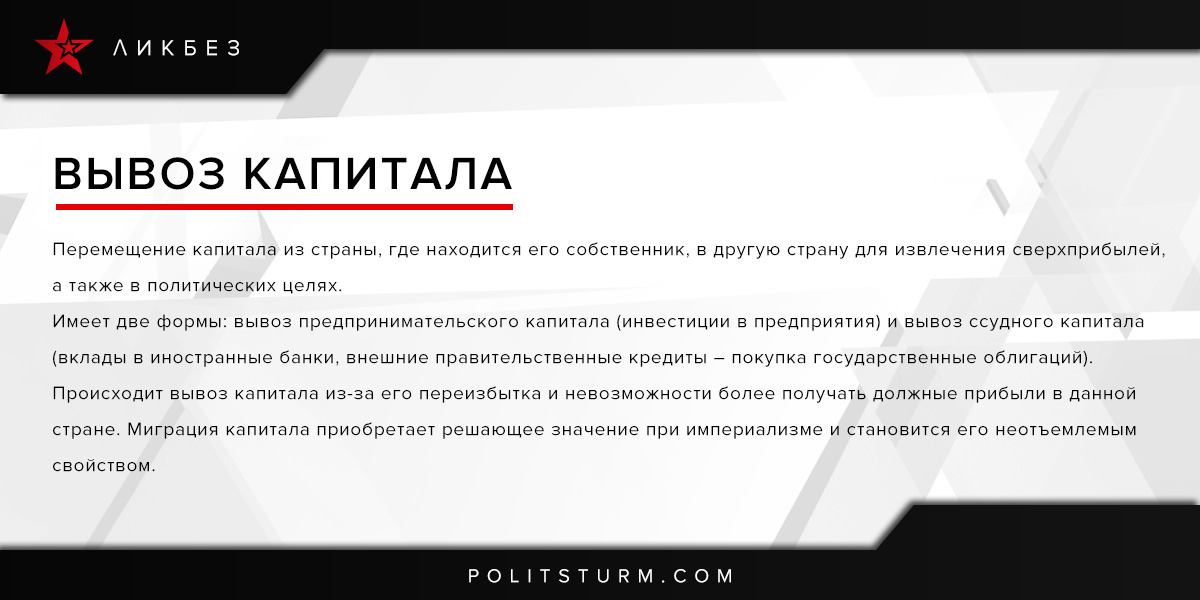 ЛИКБЕЗ
ВЫВОЗ КАПИТАЛА
Перемещение капитала из страны, где находится его собственник, в другую страну для извлечения сверхприбылей,
а также в политических целях.
Имеет две формы: вывоз предпринимательского капитала (инвестиции в предприятия) и вывоз ссудного капитала
(вклады в иностранные банки, внешние правительственные кредиты – покупка государственные облигаций).
Происходит вывоз капитала из-за его переизбытка и невозможности более получать должные прибыли в данной
стране. Миграция капитала приобретает решающее значение при империализме и становится его неотъемлемым
свойством.
POLITSTURM.COM